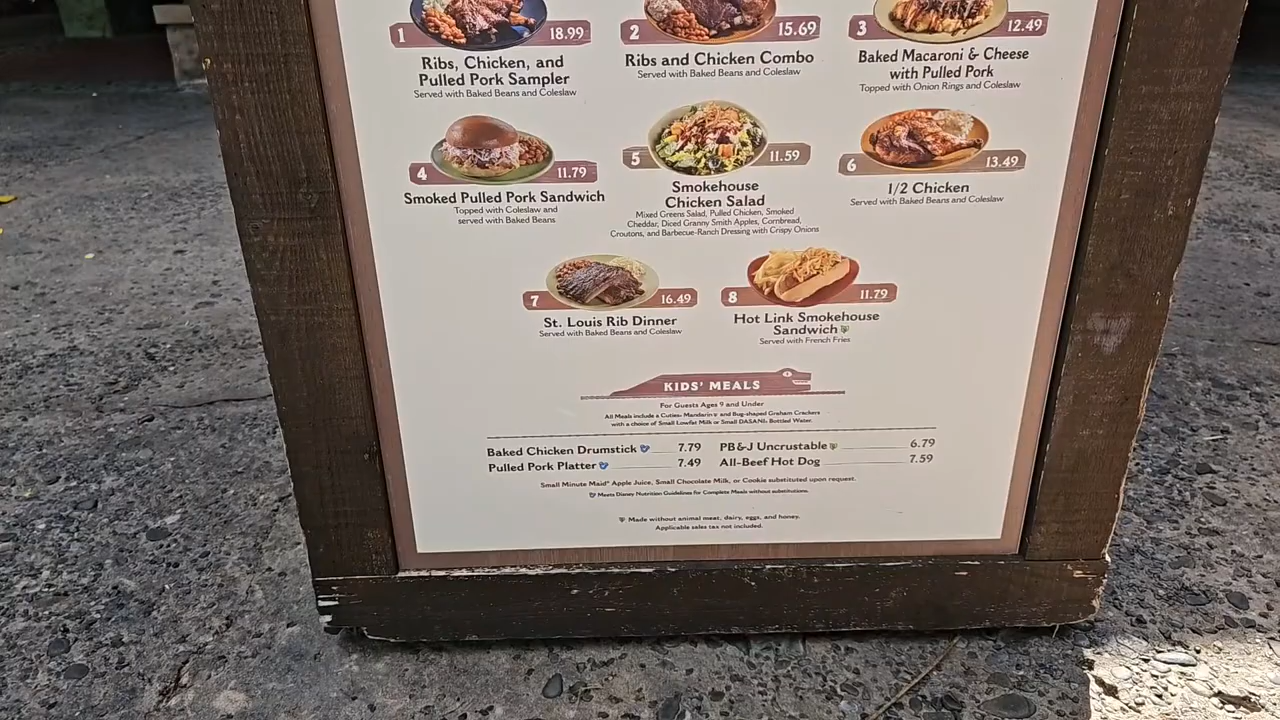 1 18.99
Ribs, Chicken, and
Pulled Pork Sampler
Served with Baked Beans and Coleslaw
2 15.69
Ribs and Chicken Combo
Served with Baked Beans and Coleslaw
3 12.49
Baked Macaroni & Cheese
with Pulled Pork
Topped with Onion Rings and Coleslaw
4 11.79
Smoked Pulled Pork Sandwich
Topped with Coleslaw and
served with Baked Beans
5 11.59
Smokehouse
Chicken Salad
Mixed Greens Salad, Pulled Chicken, Smoked
Cheddar, Diced Granny Smith Apples, Cornbread,
Croutons, and Barbecue-Ranch Dressing with Crispy Onions
6 13.49
1/2 Chicken
Served with Baked Beans and Coleslaw
7 16.49
St. Louis Rib Dinner
Served with Baked Beans and Coleslaw
8 11.79
Hot Link Smokehouse
Sandwich
Served with French Fries
KIDS' MEALS
For Guests Ages 9 and Under
All Meals include a Cuties® Mandarin and Bug-shaped Graham Crackers
with a choice of Small Lowfat Milk or Small DASANI® Bottled Water.
Baked Chicken Drumstick 7.79
Pulled Pork Platter 7.49
PB&J Uncrustable 6.79
All-Beef Hot Dog 7.59
Small Minute Maid® Apple Juice, Small Chocolate Milk, or Cookie substituted upon request.
Meets Disney Nutrition Guidelines for Complete Meals without substitutions.
Made without animal meat, dairy, eggs, and honey.
Applicable sales tax not included.